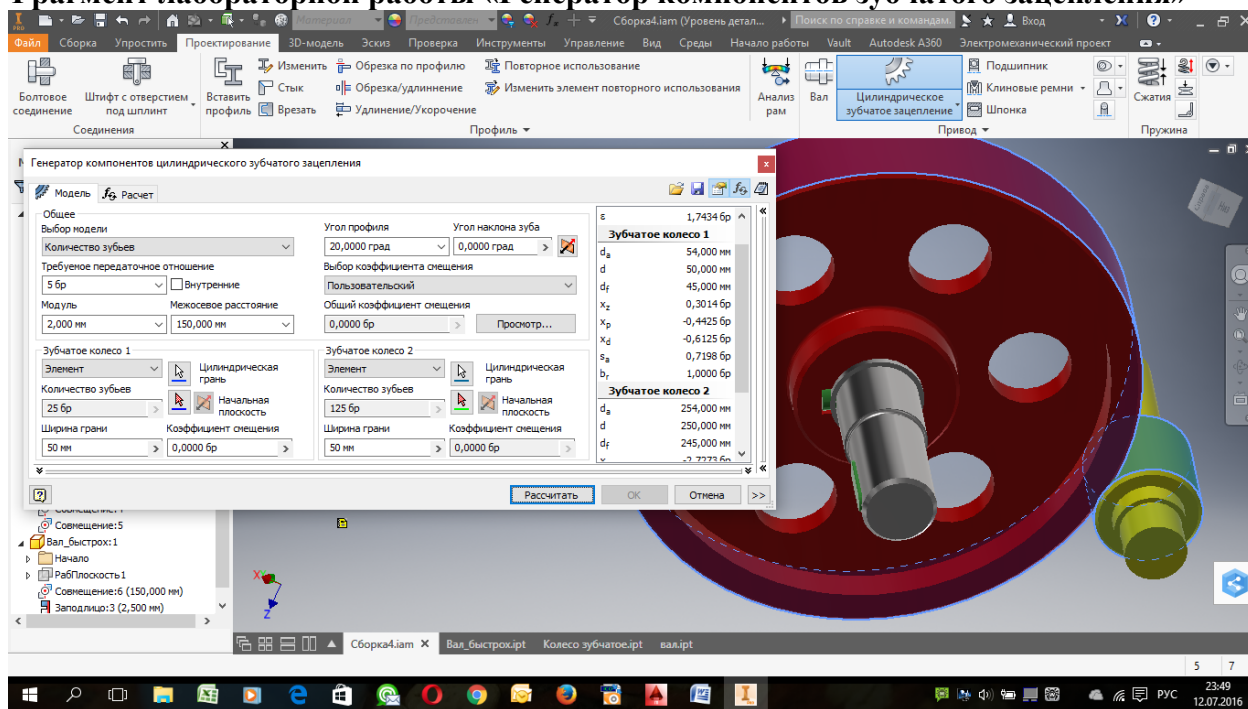 Фрагмент лабораторной работы «Генератор компонентов зубчатого зацепления»
Материал Представлен Сборка4.iam (Уровень детал... Поиск по справке и командам. Вход
PRO
Файл Сборка Упростить Проектирование 3D-модель Эскиз Проверка Инструменты Управление Вид Среды Начало работы Vault Autodesk A360 Электромеханический проект
Болтовое соединение
Штифт с отверстием под шплинт
Вставить профиль
Изменить Обрезка по профилю Повторное использование
Стык Обрезка/удлиннение Изменить элемент повторного использования
Врезать Удлинение/Укорочение
Анализ рам
Вал
Цилиндрическое зубчатое зацепление
Подшипник
Клиновые ремни
Шпонка
Сжатия
Соединения Профиль Привод Пружина
Генератор компонентов цилиндрического зубчатого зацепления
Модель Расчет
Общее
Выбор модели Угол профиля Угол наклона зуба
Количество зубьев 20,0000 град 0,0000 град
Требуемое передаточное отношение Выбор коэффициента смещения
5 бр Внутренние Пользовательский
Модуль Межосевое расстояние Общий коэффициент смещения
2,000 мм 150,000 мм 0,0000 бр Просмотр...
Зубчатое колесо 1 Зубчатое колесо 2
Элемент Цилиндрическая грань Элемент Цилиндрическая грань
Количество зубьев Начальная плоскость Количество зубьев Начальная плоскость
25 бр 125 бр
Ширина грани Коэффициент смещения Ширина грани Коэффициент смещения
50 мм 0,0000 бр 50 мм 0,0000 бр
ε 1,7434 бр
Зубчатое колесо 1
da 54,000 мм
d 50,000 мм
df 45,000 мм
xz 0,3014 бр
xp -0,4425 бр
xd -0,6125 бр
sa 0,7198 бр
br 1,0000 бр
Зубчатое колесо 2
da 254,000 мм
d 250,000 мм
df 245,000 мм
-2,7273 бр
Рассчитать OK Отмена >>
Совмещение:5
Вал_быстрох:1
Начало
РабПлоскость1
Совмещение:6 (150,000 мм)
Заподлицо:3 (2,500 мм)
X
Z
Сборка4.iam Вал_быстрох.ipt Колесо зубчатое.ipt вал.ipt
5 7
РУС 23:49
12.07.2016